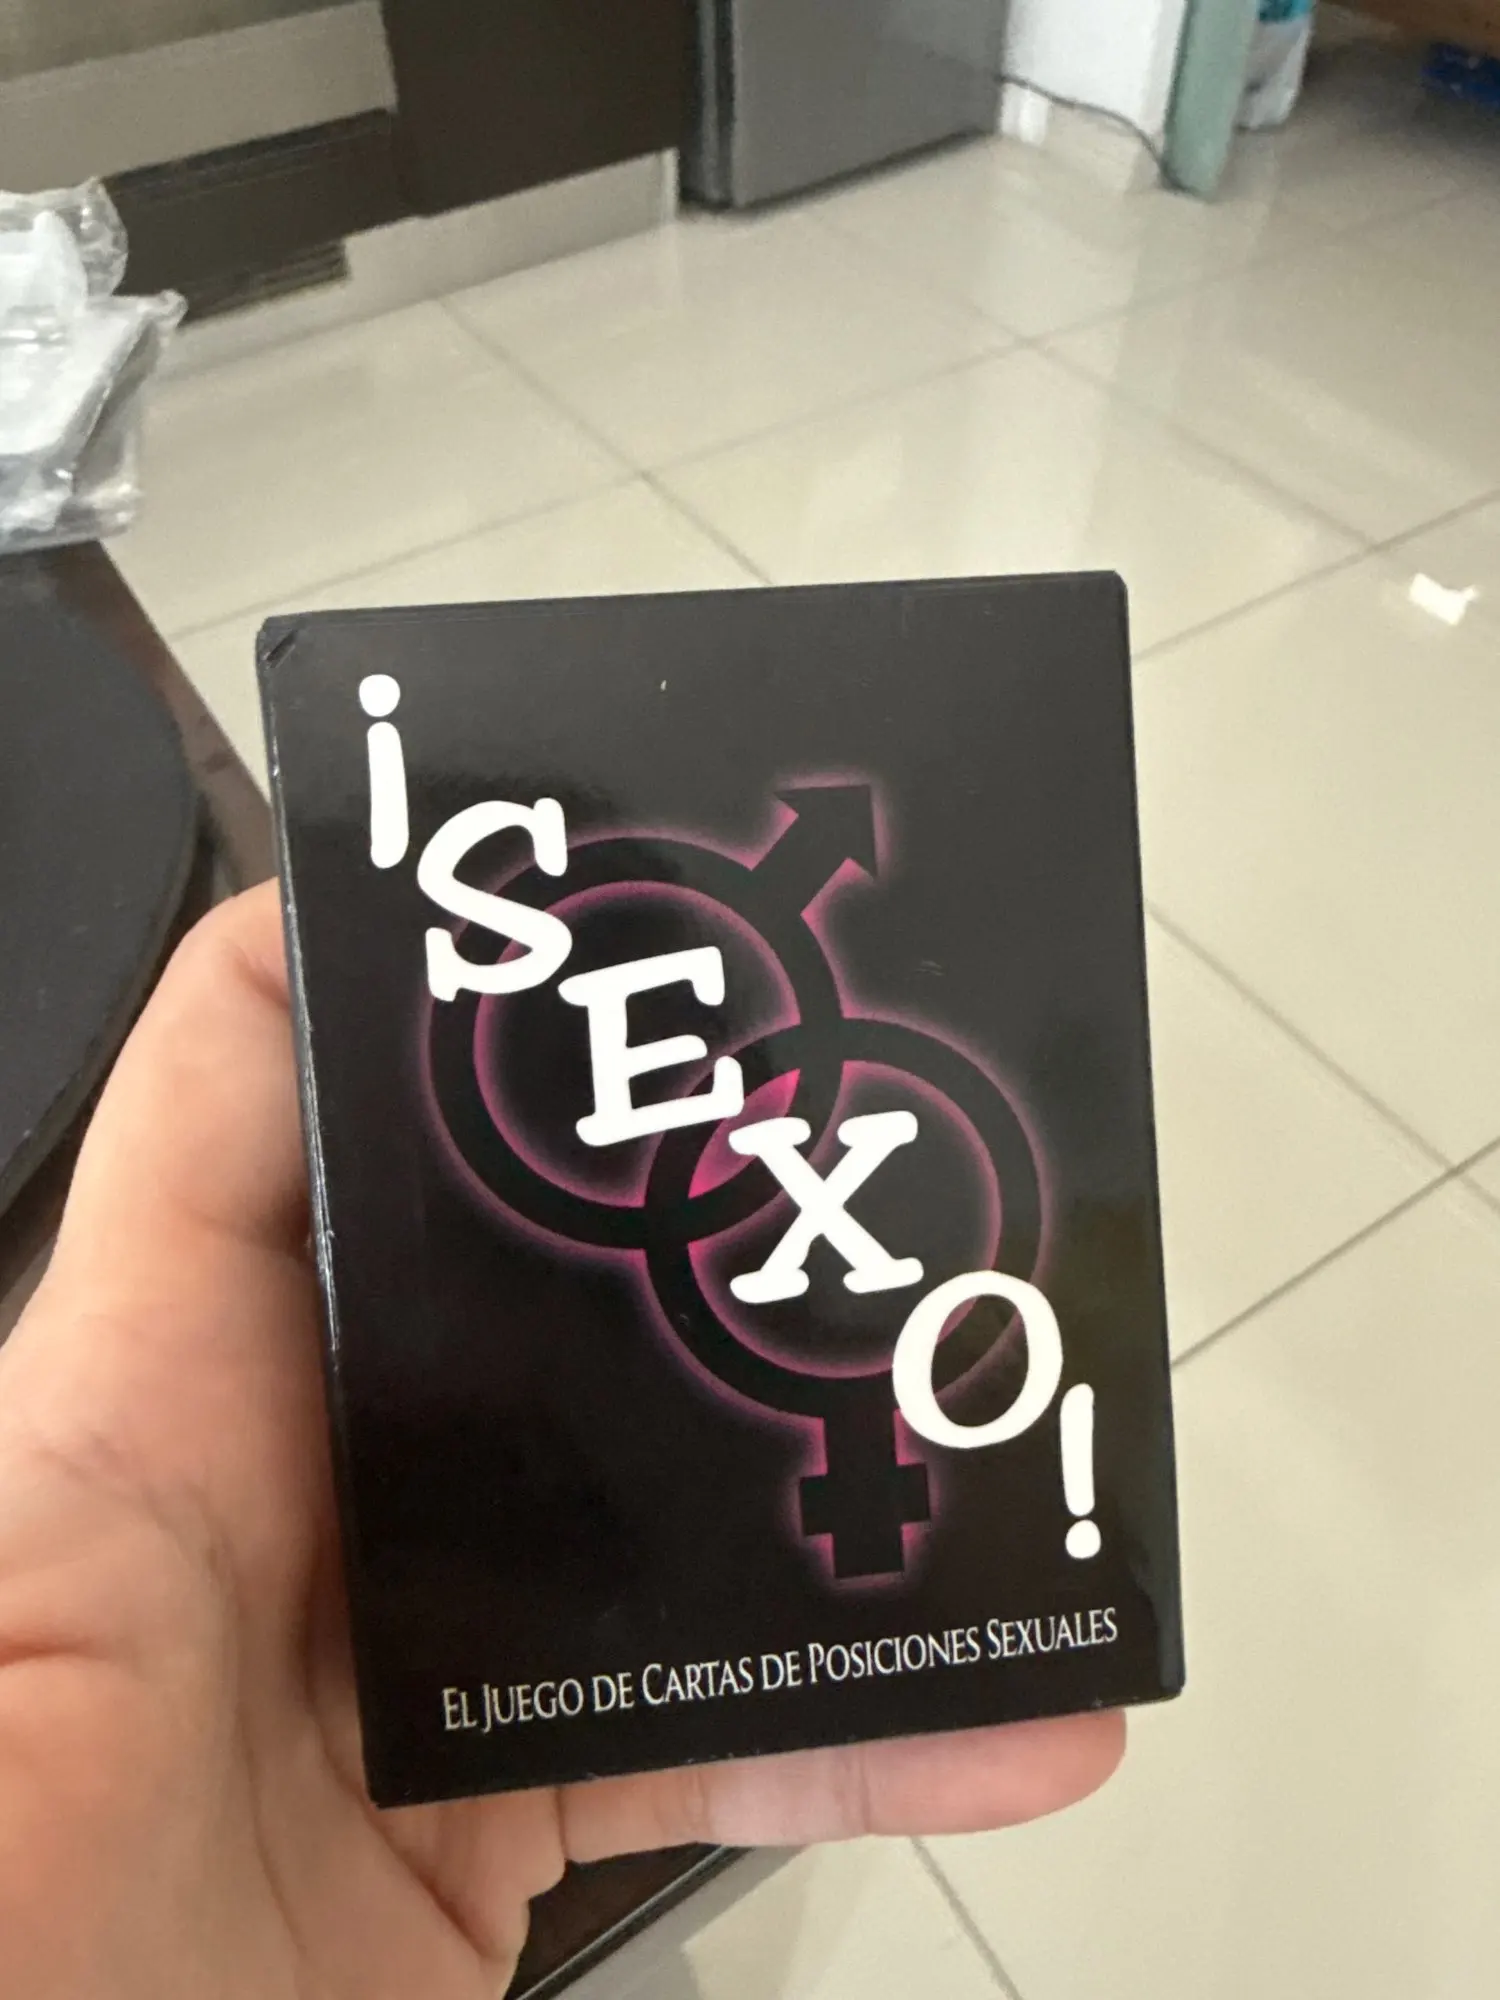 ¡SEXO!
EL JUEGO DE CARTAS DE POSICIONES SEXUALES